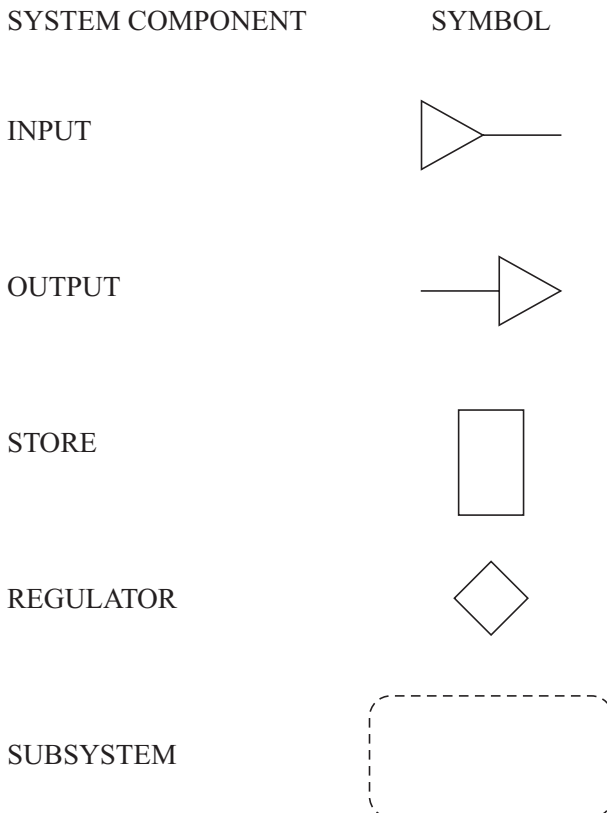 SYSTEM COMPONENT SYMBOL
INPUT
OUTPUT
STORE
REGULATOR
SUBSYSTEM